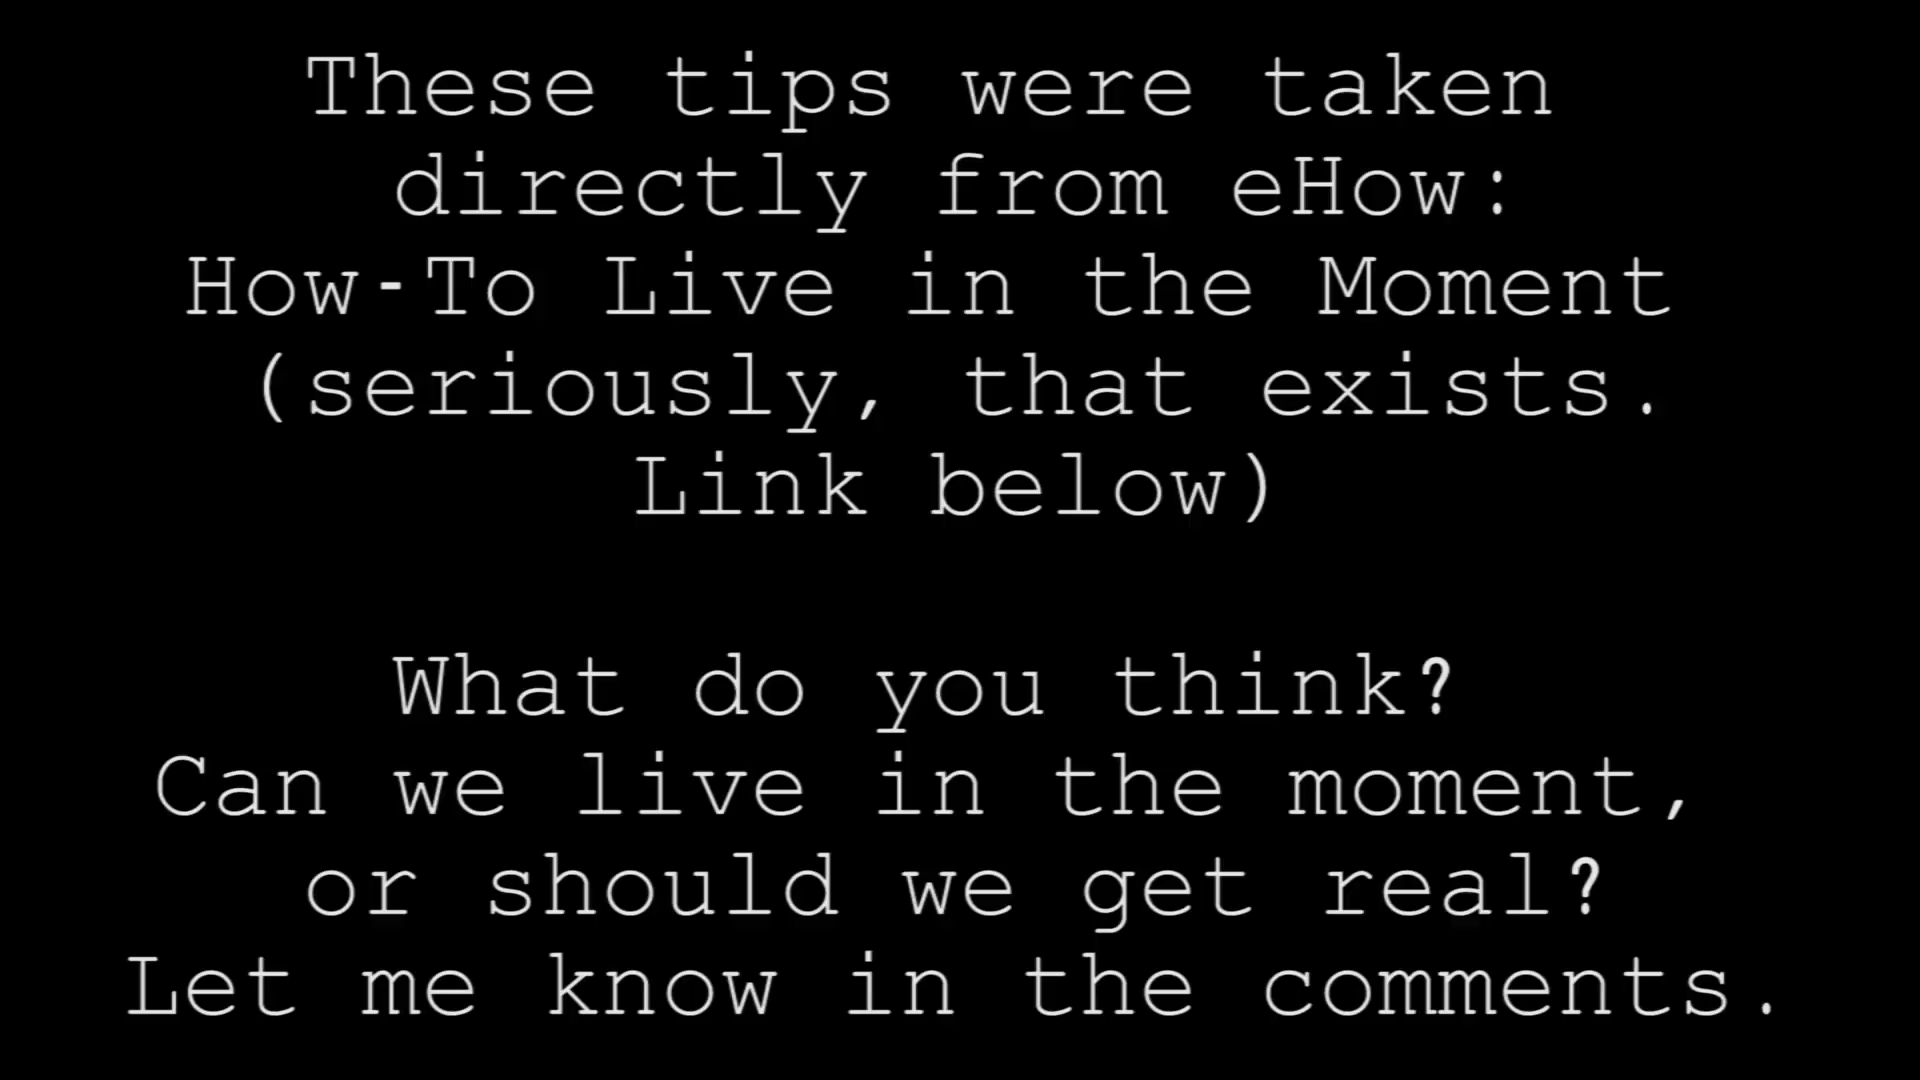 These tips were taken
directly from eHow:
How-To Live in the Moment
(seriously, that exists.
Link below)
What do you think?
Can we live in the moment,
or should we get real?
Let me know in the comments.